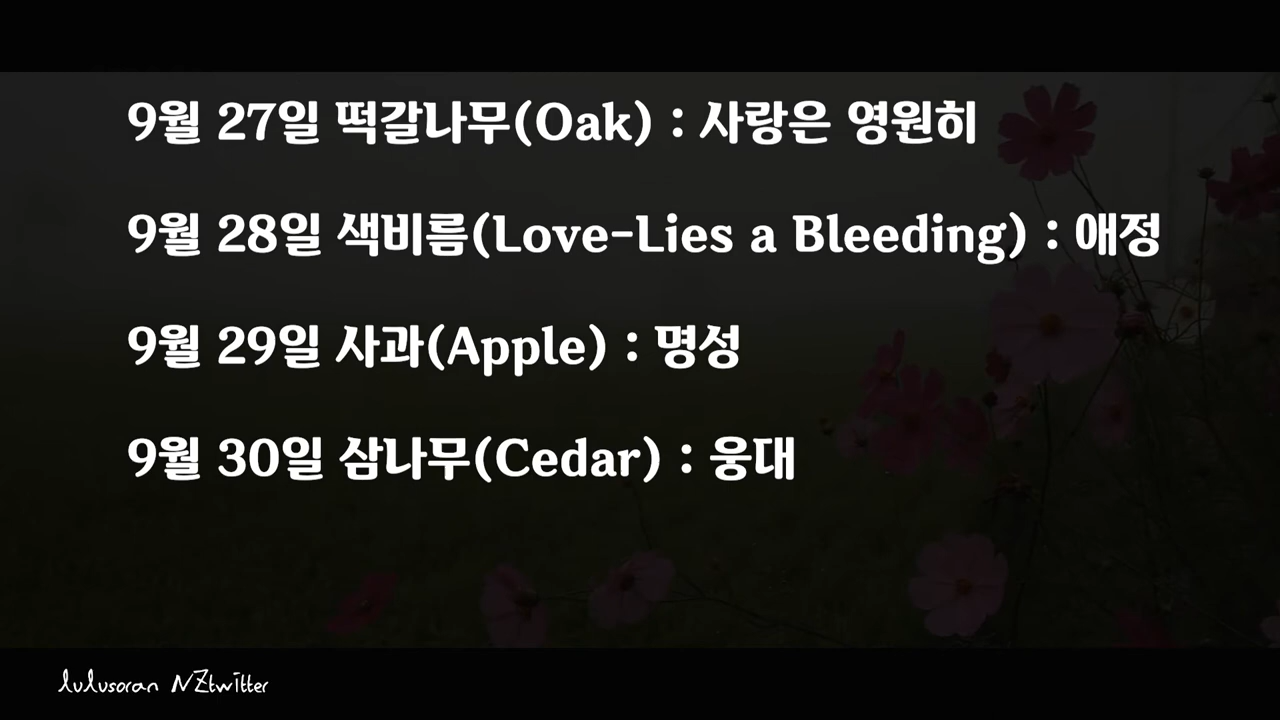 9월 27일 떡갈나무(Oak) : 사랑은 영원히
9월 28일 색비름(Love-Lies a Bleeding) : 애정
9월 29일 사과(Apple) : 명성
9월 30일 삼나무(Cedar) : 웅대
lulusoran NZtwitter